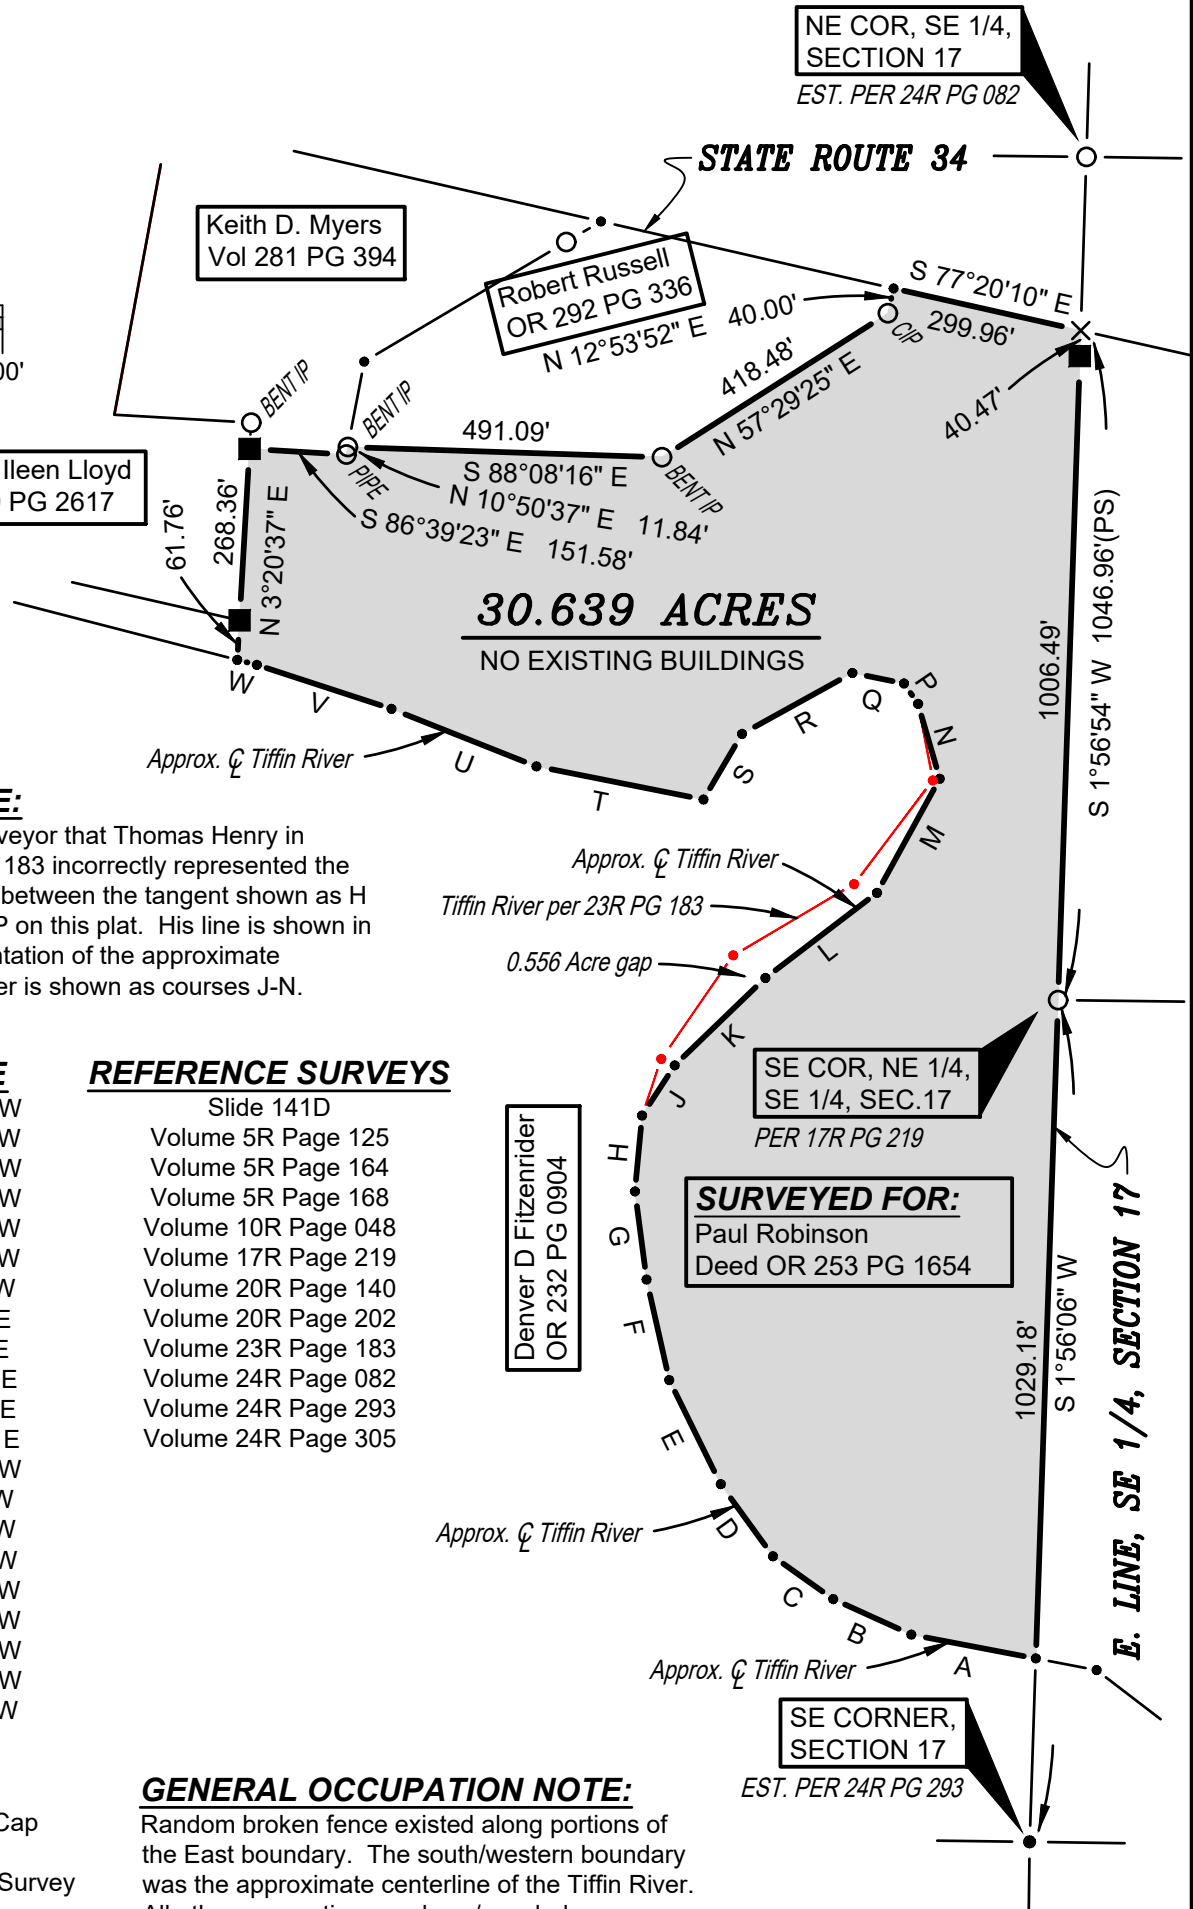 NE COR, SE 1/4,
SECTION 17
EST. PER 24R PG 082
STATE ROUTE 34
Keith D. Myers
Vol 281 PG 394
Robert Russell
OR 292 PG 336
N 12°53'52" E 40.00'
S 77°20'10" E
299.96'
CIP
418.48'
N 57°29'25" E
40.47'
00'
BENT IP
BENT IP
PIPE
491.09'
S 88°08'16" E
BENT IP
N 10°50'37" E 11.84'
S 86°39'23" E 151.58'
Ileen Lloyd
PG 2617
61.76'
268.36'
N 3°20'37" E
30.639 ACRES
NO EXISTING BUILDINGS
1006.49'
S 1°56'54" W 1046.96'(PS)
W
V
U
T
S
R
Q
P
N
M
L
K
J
H
G
F
E
D
C
B
A
Approx. ℄ Tiffin River
E:
veyor that Thomas Henry in
183 incorrectly represented the
between the tangent shown as H
P on this plat. His line is shown in
ntation of the approximate
er is shown as courses J-N.
Approx. ℄ Tiffin River
Tiffin River per 23R PG 183
0.556 Acre gap
SE COR, NE 1/4,
SE 1/4, SEC.17
PER 17R PG 219
E
W
W
W
W
W
W
W
E
E
E
E
E
W
W
W
W
W
W
W
W
W
REFERENCE SURVEYS
Slide 141D
Volume 5R Page 125
Volume 5R Page 164
Volume 5R Page 168
Volume 10R Page 048
Volume 17R Page 219
Volume 20R Page 140
Volume 20R Page 202
Volume 23R Page 183
Volume 24R Page 082
Volume 24R Page 293
Volume 24R Page 305
Denver D Fitzenrider
OR 232 PG 0904
SURVEYED FOR:
Paul Robinson
Deed OR 253 PG 1654
1029.18'
S 1°56'06" W
E. LINE, SE 1/4, SECTION 17
Approx. ℄ Tiffin River
Approx. ℄ Tiffin River
SE CORNER,
SECTION 17
EST. PER 24R PG 293
Cap
Survey
GENERAL OCCUPATION NOTE:
Random broken fence existed along portions of
the East boundary. The south/western boundary
was the approximate centerline of the Tiffin River.